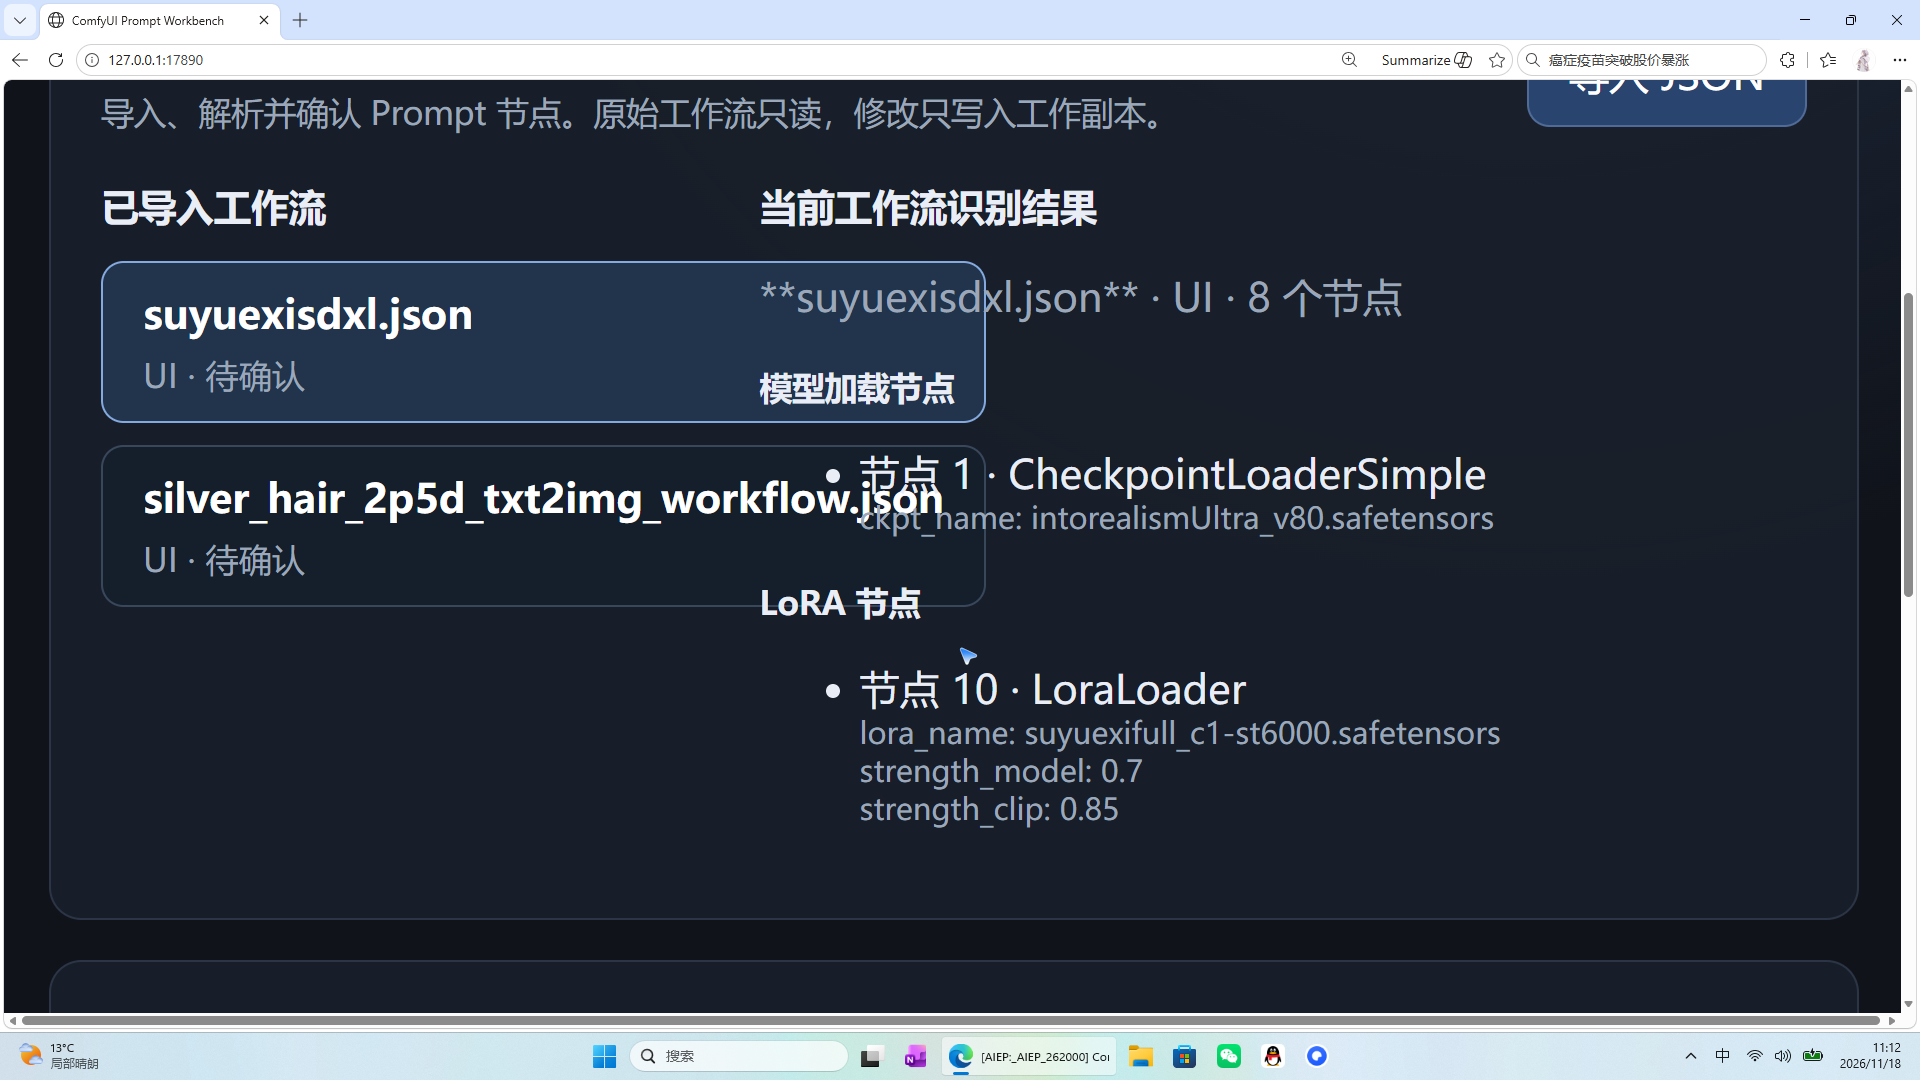 ComfyUI Prompt Workbench
127.0.0.1:17890
Summarize
癌症疫苗突破股价暴涨
导入 JSON
导入、解析并确认 Prompt 节点。原始工作流只读，修改只写入工作副本。
已导入工作流
suyuexisdxl.json
UI · 待确认
silver_hair_2p5d_txt2img_workflow.json
UI · 待确认
当前工作流识别结果
**suyuexisdxl.json** · UI · 8 个节点
模型加载节点
节点 1 · CheckpointLoaderSimple
ckpt_name: intorealismUltra_v80.safetensors
LoRA 节点
节点 10 · LoraLoader
lora_name: suyuexifull_c1-st6000.safetensors
strength_model: 0.7
strength_clip: 0.85
13°C
局部晴朗
搜索
[AIEP:_AIEP_262000] Cor
中
11:12
2026/11/18